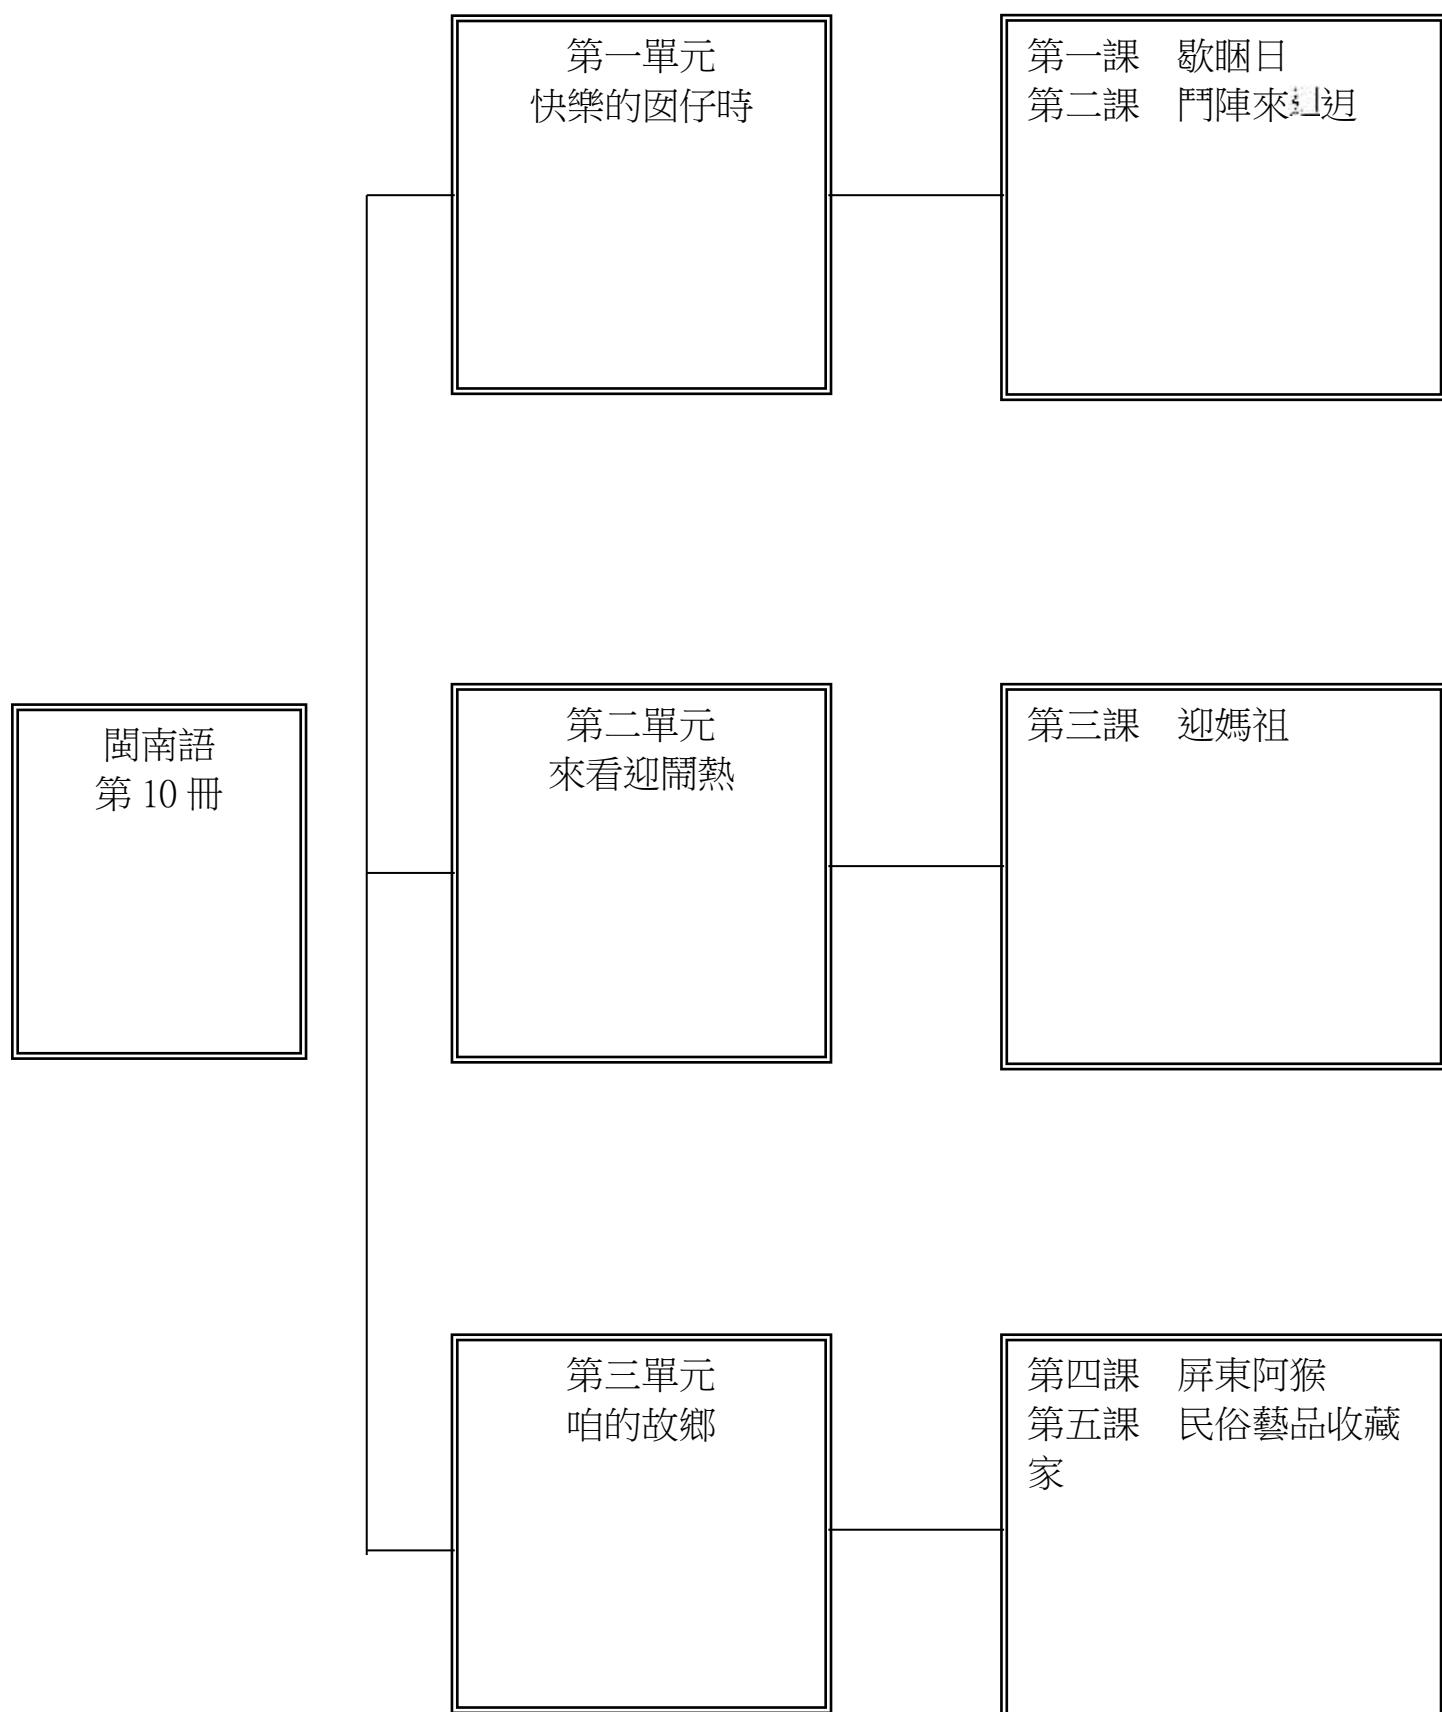 閩南語
第 10 冊
第一單元
快樂的囡仔時
第一課　歇睏日
第二課　鬥陣來
第二單元
來看迎鬧熱
第三課　迎媽祖
第三單元
咱的故鄉
第四課　屏東阿猴
第五課　民俗藝品收藏
家